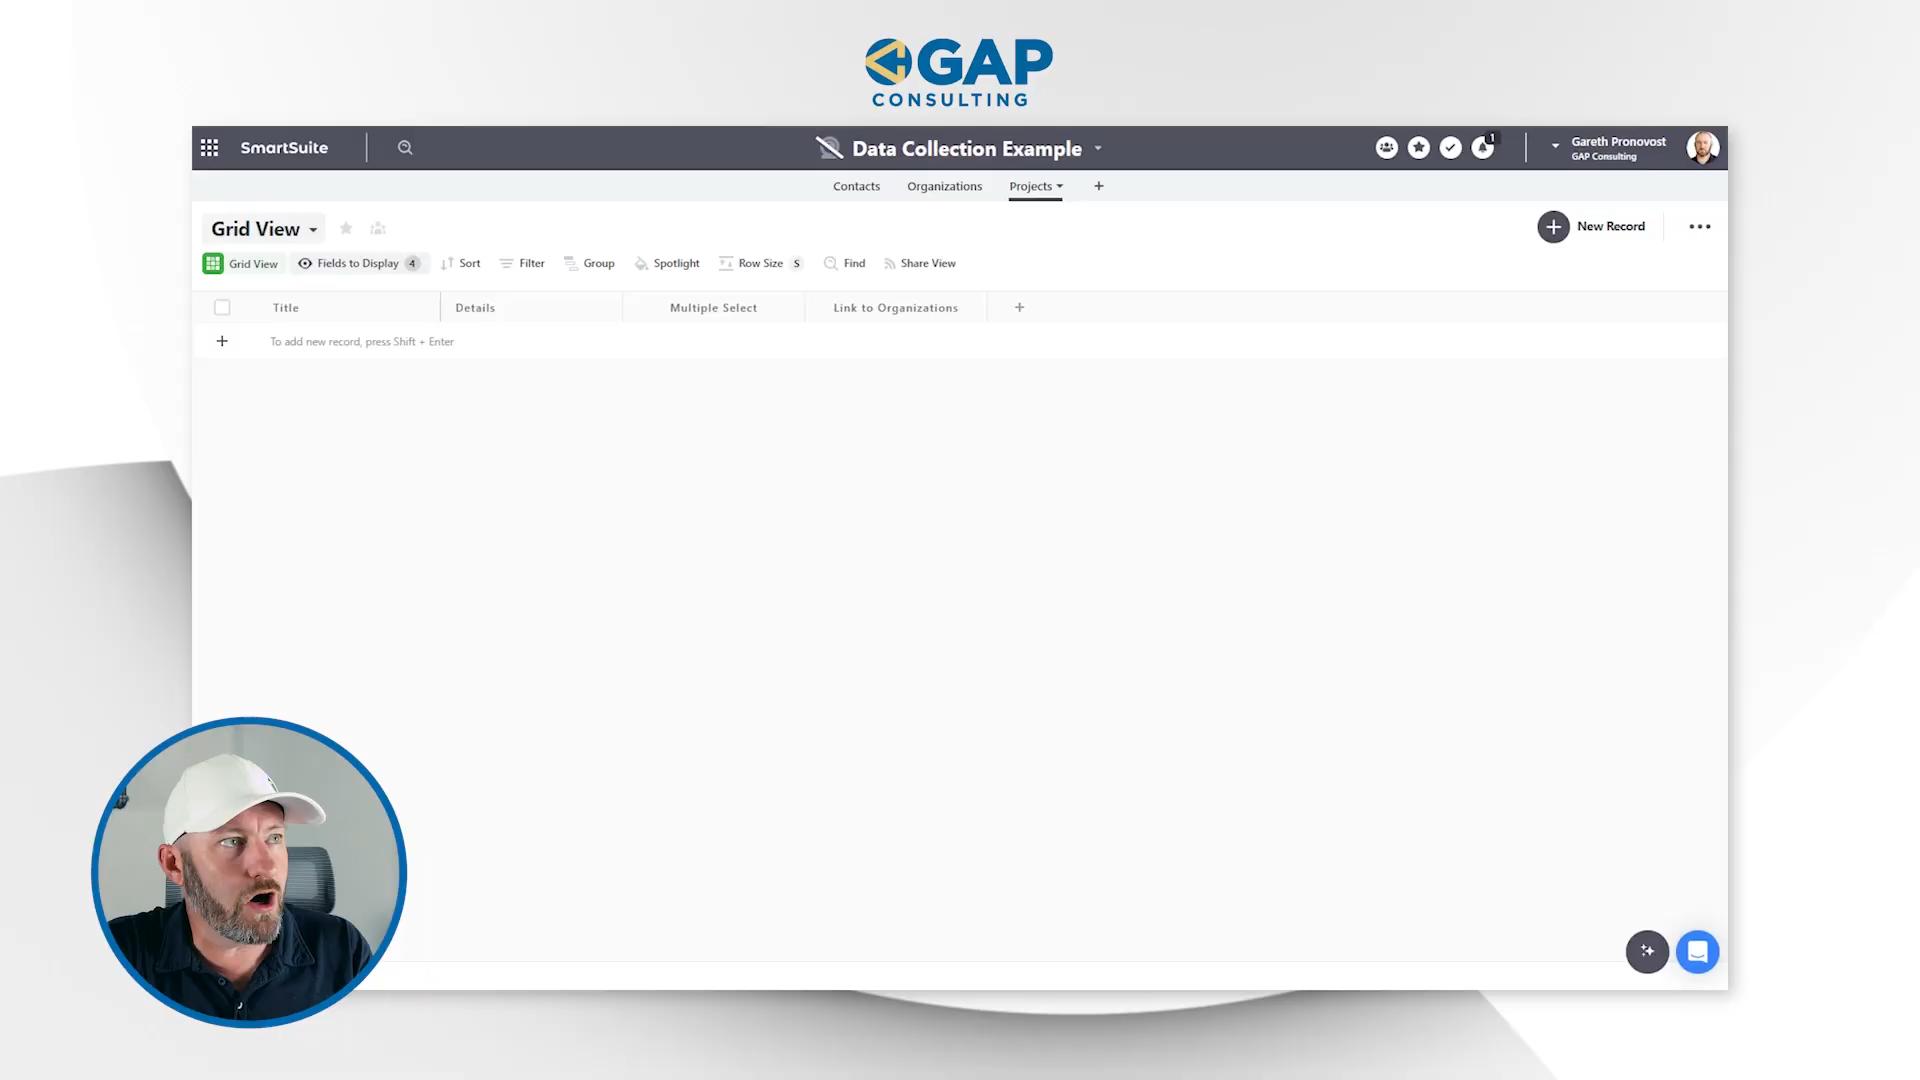 GAP
CONSULTING
SmartSuite
Data Collection Example
1
Gareth Pronovost
GAP Consulting
Contacts
Organizations
Projects
Grid View
New Record
Grid View
Fields to Display 4
Sort
Filter
Group
Spotlight
Row Size S
Find
Share View
Title
Details
Multiple Select
Link to Organizations
To add new record, press Shift + Enter